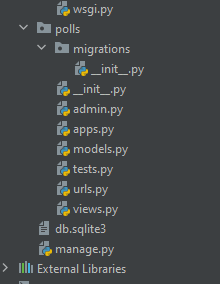 wsgi.py
polls
migrations
__init__.py
__init__.py
admin.py
apps.py
models.py
tests.py
urls.py
views.py
db.sqlite3
manage.py
External Libraries